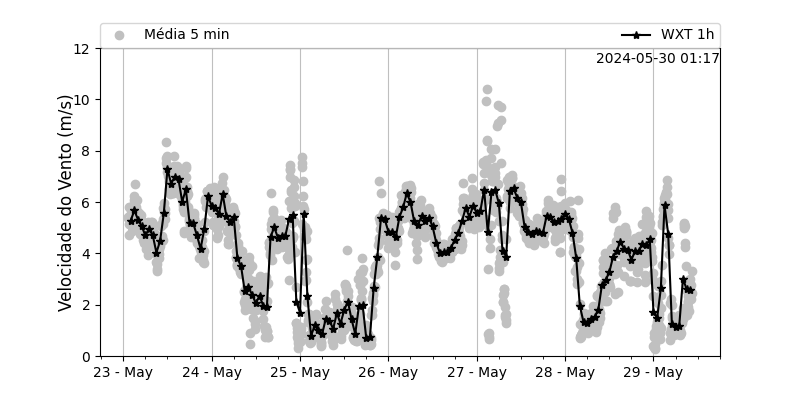 Média 5 min
WXT 1h
2024-05-30 01:17
Velocidade do Vento (m/s)
12
10
8
6
4
2
0
23 - May
24 - May
25 - May
26 - May
27 - May
28 - May
29 - May